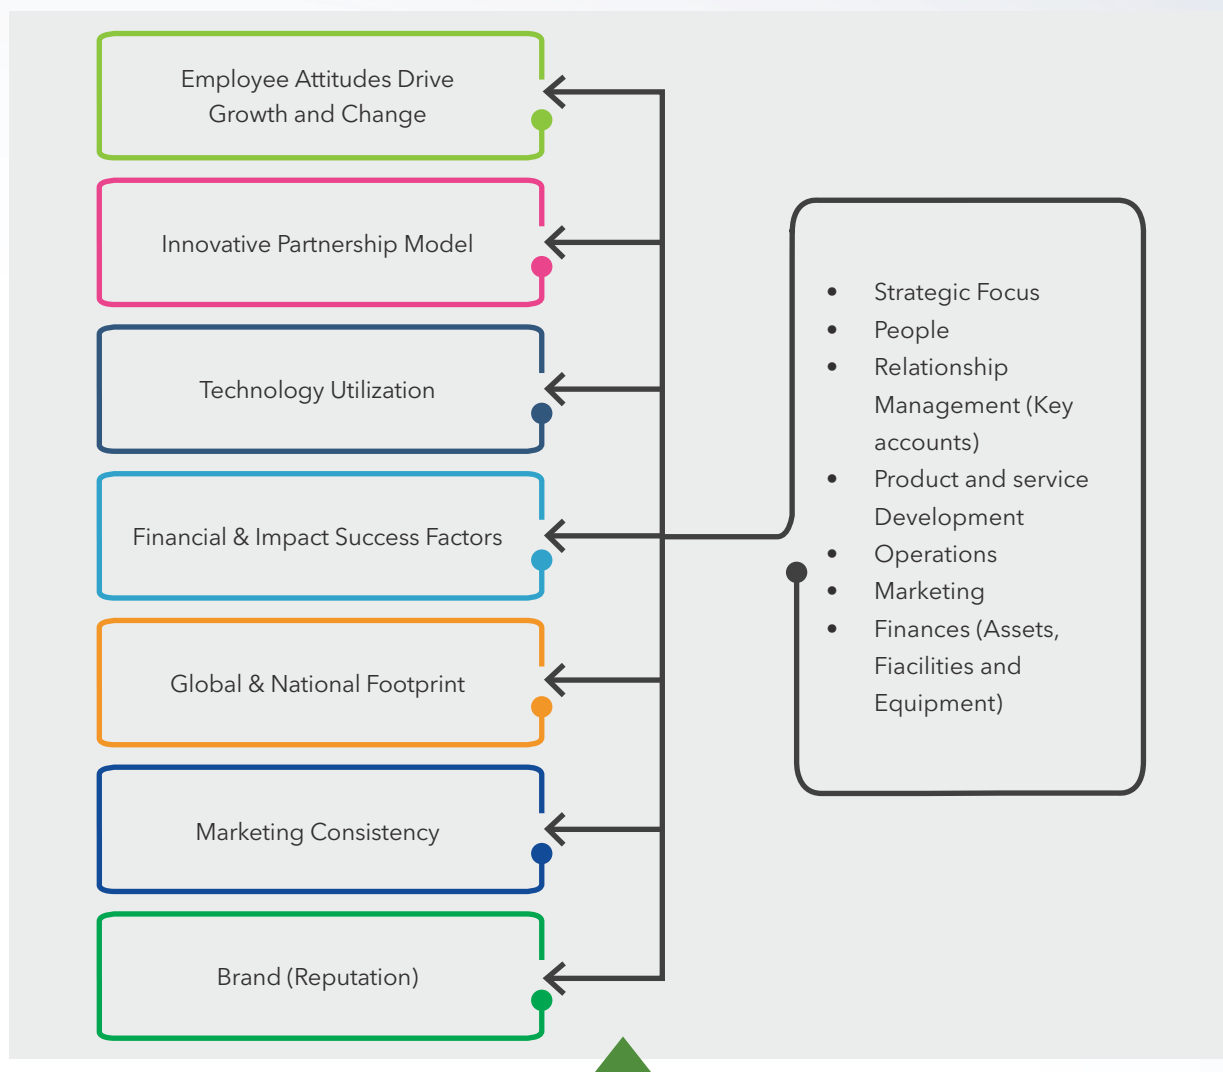 Employee Attitudes Drive
Growth and Change
Innovative Partnership Model
Technology Utilization
Financial & Impact Success Factors
Global & National Footprint
Marketing Consistency
Brand (Reputation)
• Strategic Focus
• People
• Relationship
Management (Key
accounts)
• Product and service
Development
• Operations
• Marketing
• Finances (Assets,
Fiacilities and
Equipment)